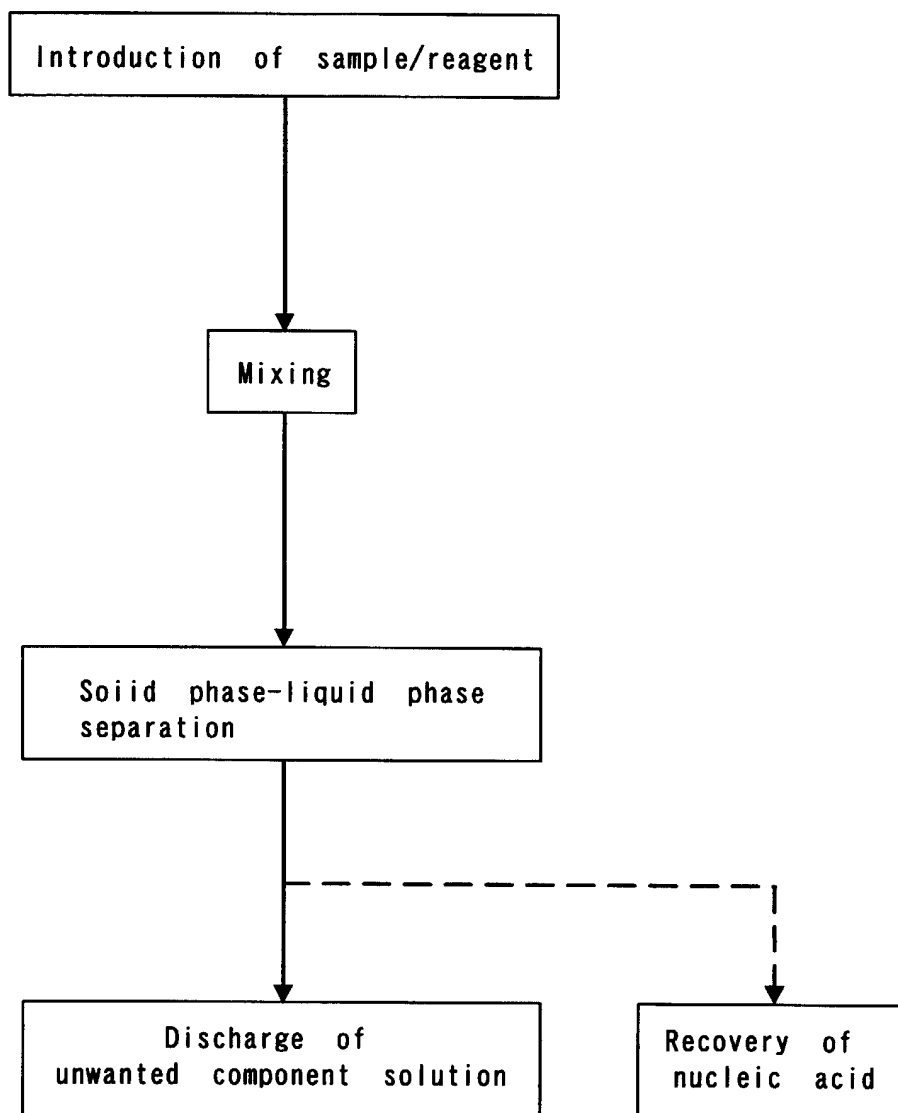 Introduction of sample/reagent
Mixing
Soiid phase-liquid phase
separation
Discharge of
unwanted component solution
Recovery of
nucleic acid